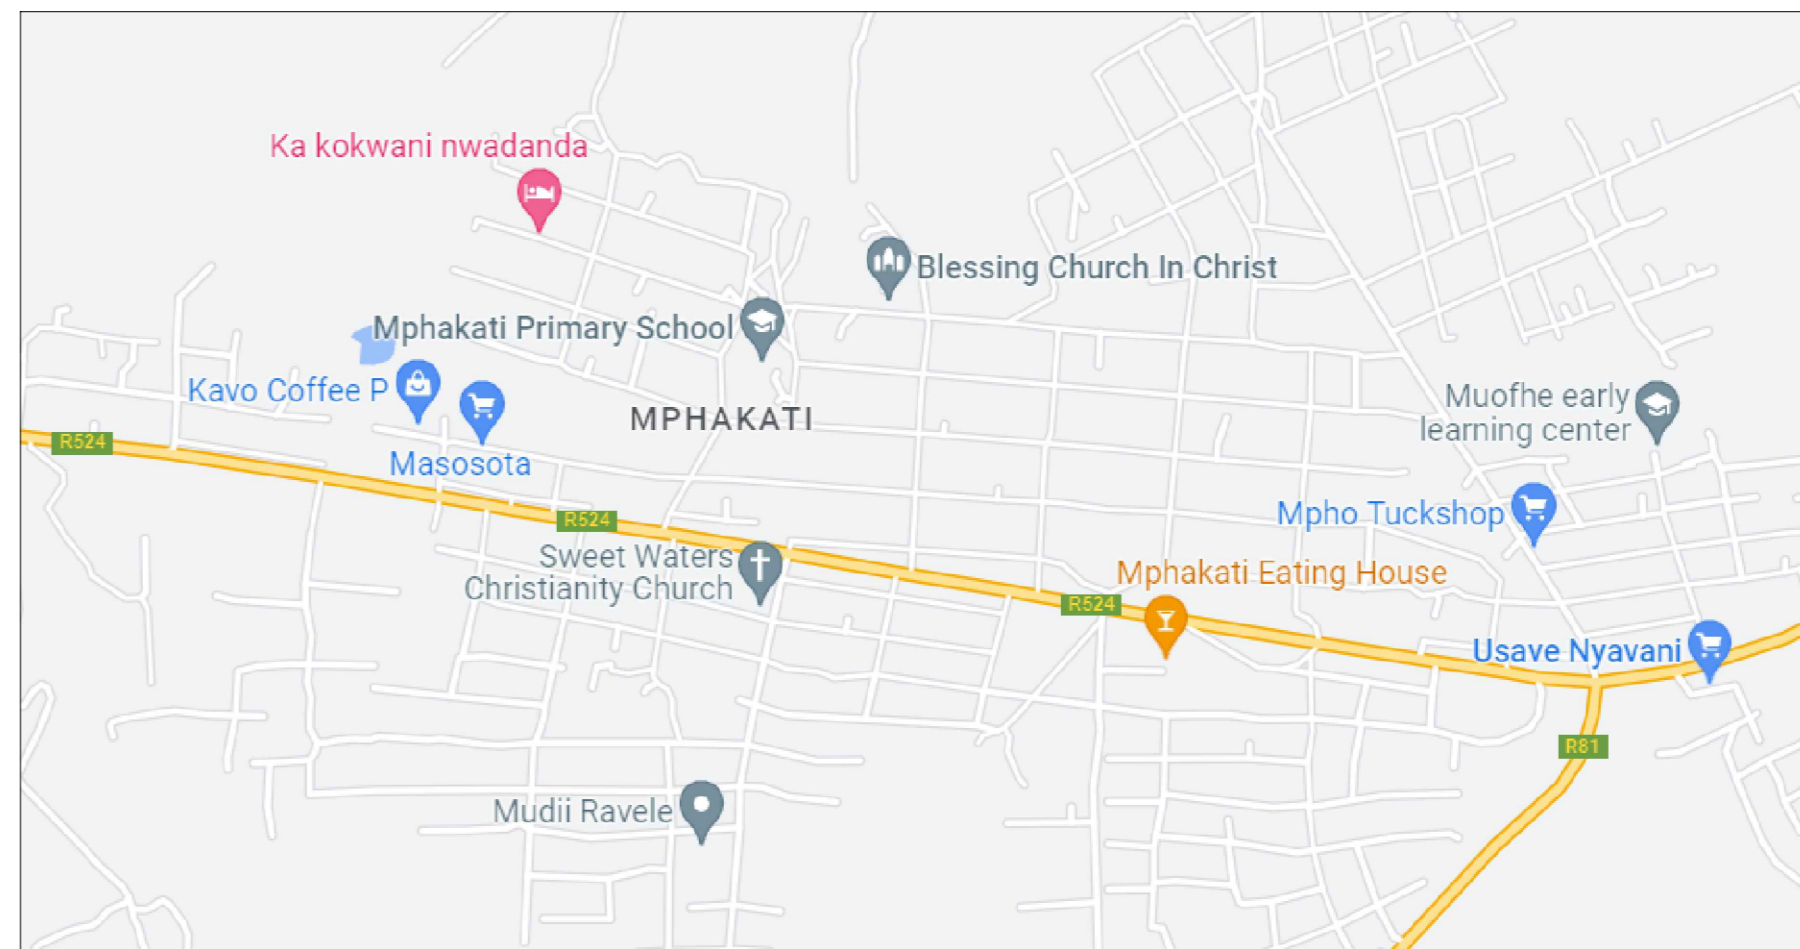 Ka kokwani nwadanda
Blessing Church In Christ
Mphakati Primary School
Kavo Coffee P
Masosota
MPHAKATI
Muofhe early
learning center
R524
R524
Mpho Tuckshop
Sweet Waters
Christianity Church
Mphakati Eating House
R524
Usave Nyavani
R81
Mudii Ravele